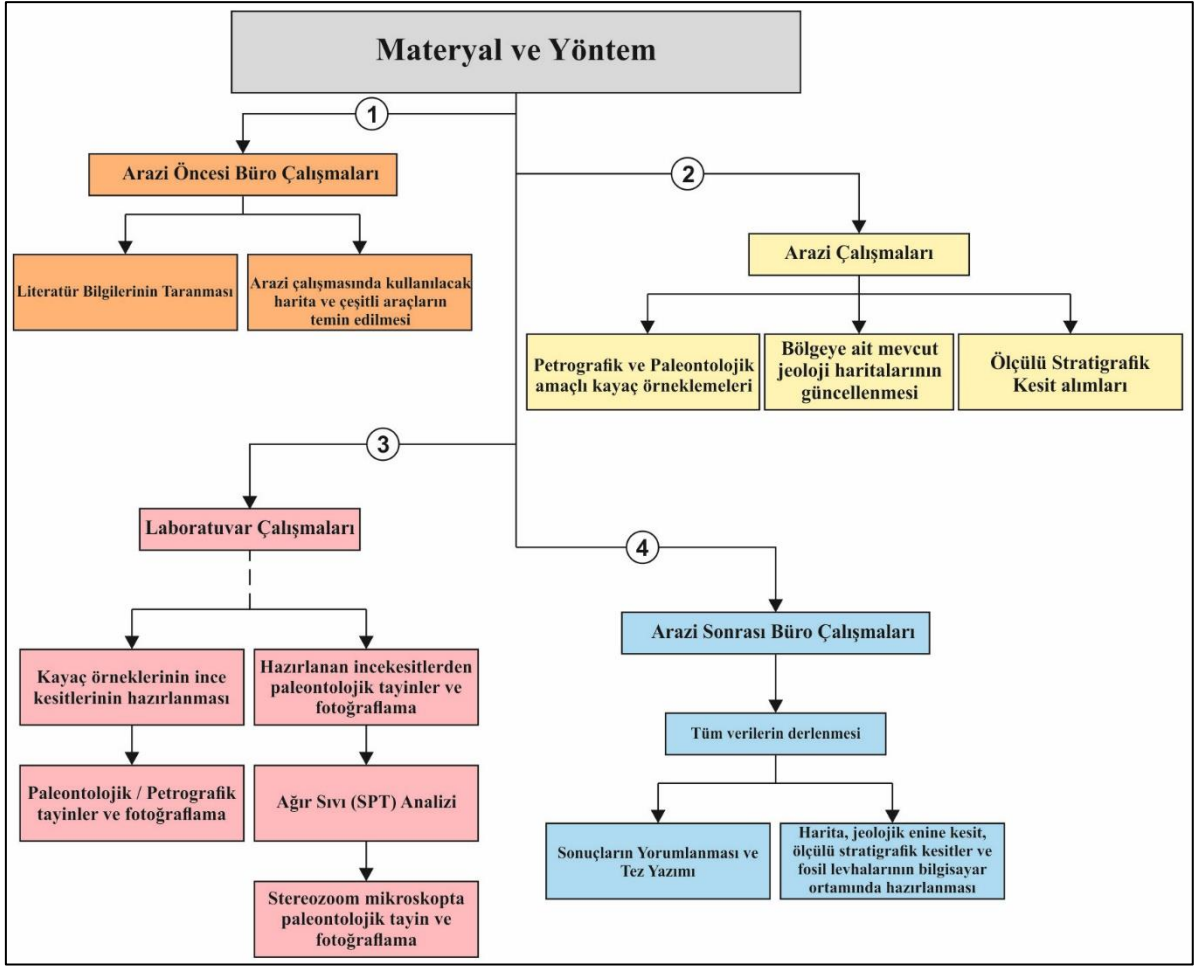 Materyal ve Yöntem
1
Arazi Öncesi Büro Çalışmaları
Literatür Bilgilerinin Taranması
Arazi çalışmasında kullanılacak
harita ve çeşitli araçların
temin edilmesi
2
Arazi Çalışmaları
Petrografik ve Paleontolojik
amaçlı kayaç örneklemeleri
Bölgeye ait mevcut
jeoloji haritalarının
güncellenmesi
Ölçülü Stratigrafik
Kesit alımları
3
Laboratuvar Çalışmaları
Kayaç örneklerinin ince
kesitlerinin hazırlanması
Paleontolojik / Petrografik
tayinler ve fotoğraflama
Hazırlanan incekesitlerden
paleontolojik tayinler ve
fotoğraflama
Ağır Sıvı (SPT) Analizi
Stereozoom mikroskopta
paleontolojik tayin ve
fotoğraflama
4
Arazi Sonrası Büro Çalışmaları
Tüm verilerin derlenmesi
Sonuçların Yorumlanması ve
Tez Yazımı
Harita, jeolojik enine kesit,
ölçülü stratigrafik kesitler ve
fosil levhalarının bilgisayar
ortamında hazırlanması